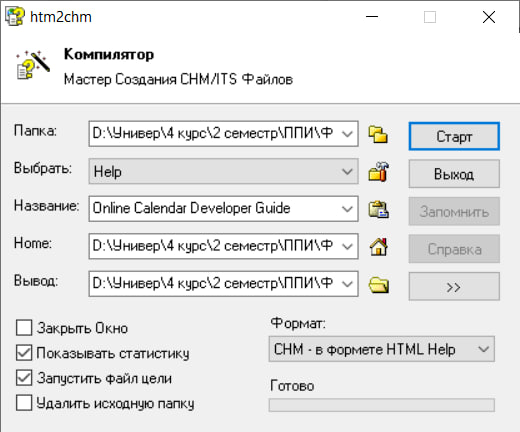 htm2chm
Компилятор
Мастер Создания CHM/ITS Файлов
Папка: D:\Универ\4 курс\2 семестр\ППИ\Ф Старт
Выбрать: Help Выход
Название: Online Calendar Developer Guide Запомнить
Home: D:\Универ\4 курс\2 семестр\ППИ\Ф Справка
Вывод: D:\Универ\4 курс\2 семестр\ППИ\Ф >>
Закрыть Окно
Показывать статистику
Запустить файл цели
Удалить исходную папку
Формат:
CHM - в формете HTML Help
Готово